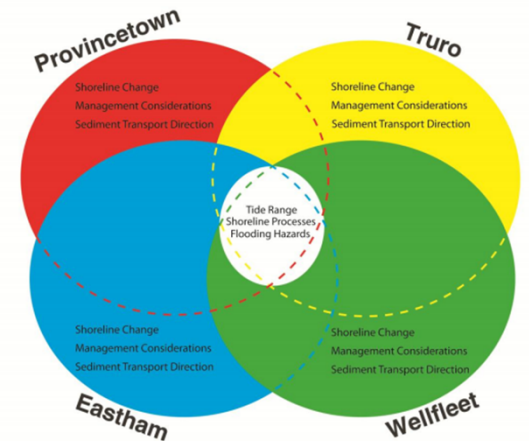 Provincetown
Truro
Shoreline Change
Management Considerations
Sediment Transport Direction
Shoreline Change
Management Considerations
Sediment Transport Direction
Tide Range
Shoreline Processes
Flooding Hazards
Shoreline Change
Management Considerations
Sediment Transport Direction
Shoreline Change
Management Considerations
Sediment Transport Direction
Eastham
Wellfleet